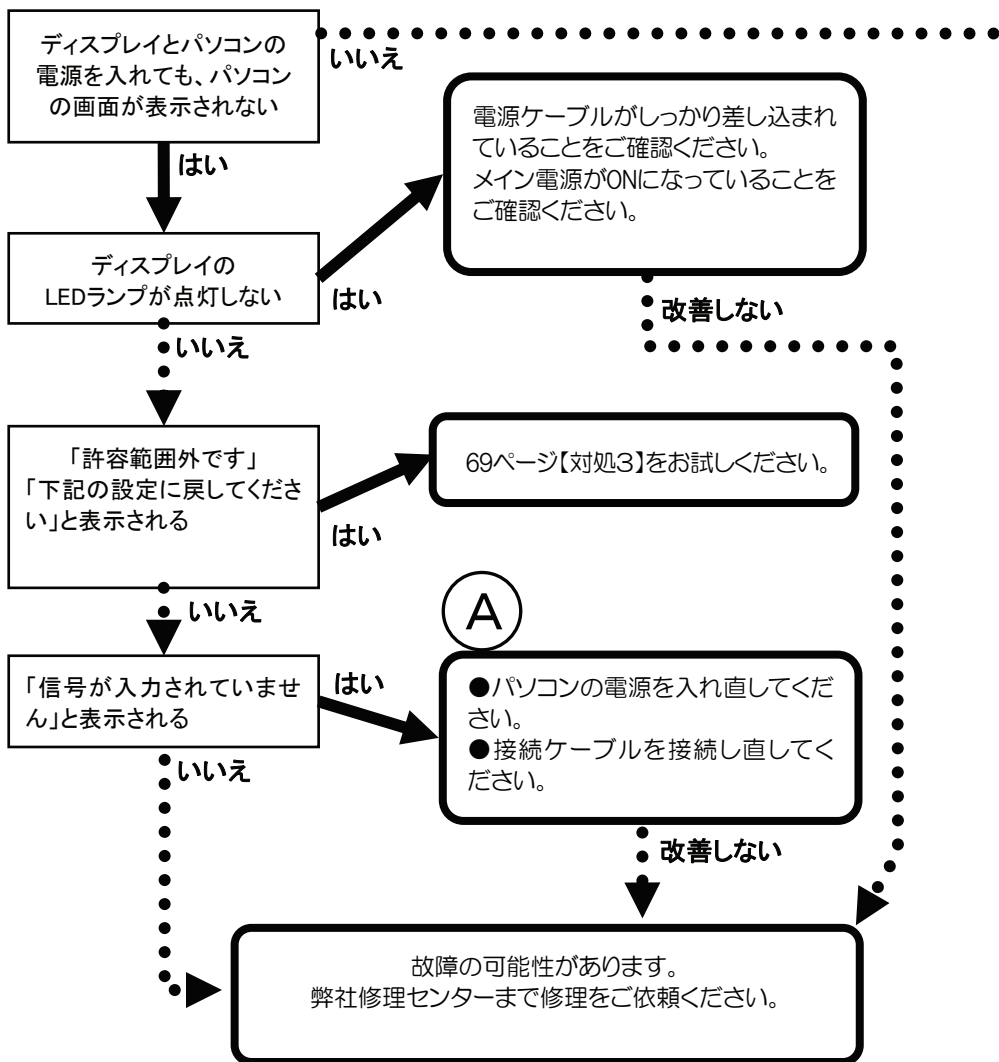 ディスプレイとパソコンの
電源を入れても、パソコン
の画面が表示されない
いいえ
はい
電源ケーブルがしっかり差し込まれ
ていることをご確認ください。
メイン電源がONになっていることを
ご確認ください。
ディスプレイの
LEDランプが点灯しない
はい
改善しない
いいえ
「許容範囲外です」
「下記の設定に戻してくださ
い」と表示される
69ページ【対処3】をお試しください。
はい
いいえ
A
「信号が入力されていませ
ん」と表示される
はい
●パソコンの電源を入れ直してくだ
さい。
●接続ケーブルを接続し直してく
ださい。
いいえ
改善しない
故障の可能性があります。
弊社修理センターまで修理をご依頼ください。